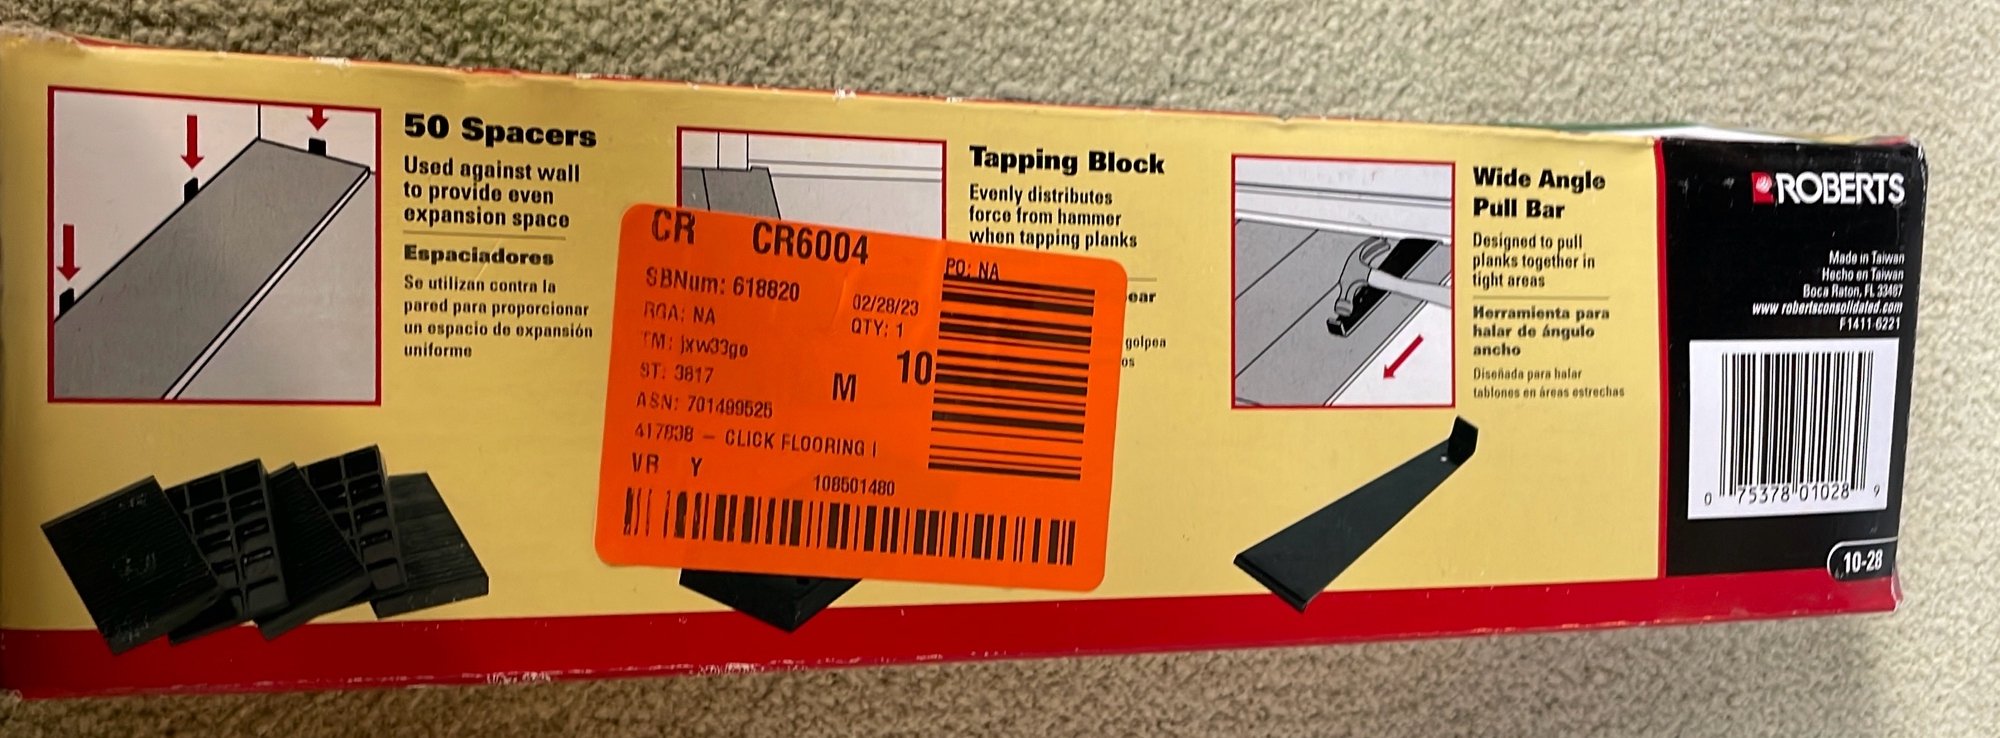 50 Spacers
Used against wall
to provide even
expansion space
Espaciadores
Se utilizan contra la
pared para proporcionar
un espacio de expansión
uniforme
Tapping Block
Evenly distributes
force from hammer
when tapping planks
ear
golpea
os
CR CR6004
SBNum: 618820
02/28/23
RGA: NA
QTY: 1
TM: jxw33go
ST: 3817
M
10
PO: NA
ASN: 701499525
417838 – CLICK FLOORING I
VR Y
108501480
Wide Angle
Pull Bar
Designed to pull
planks together in
tight areas
Herramienta para
halar de ángulo
ancho
Diseñada para halar
tablones en áreas estrechas
ROBERTS
Made in Taiwan
Hecho en Taiwan
Boca Raton, FL 33487
www.robertsconsolidated.com
F1411-6221
0 75378 01028 9
10-28